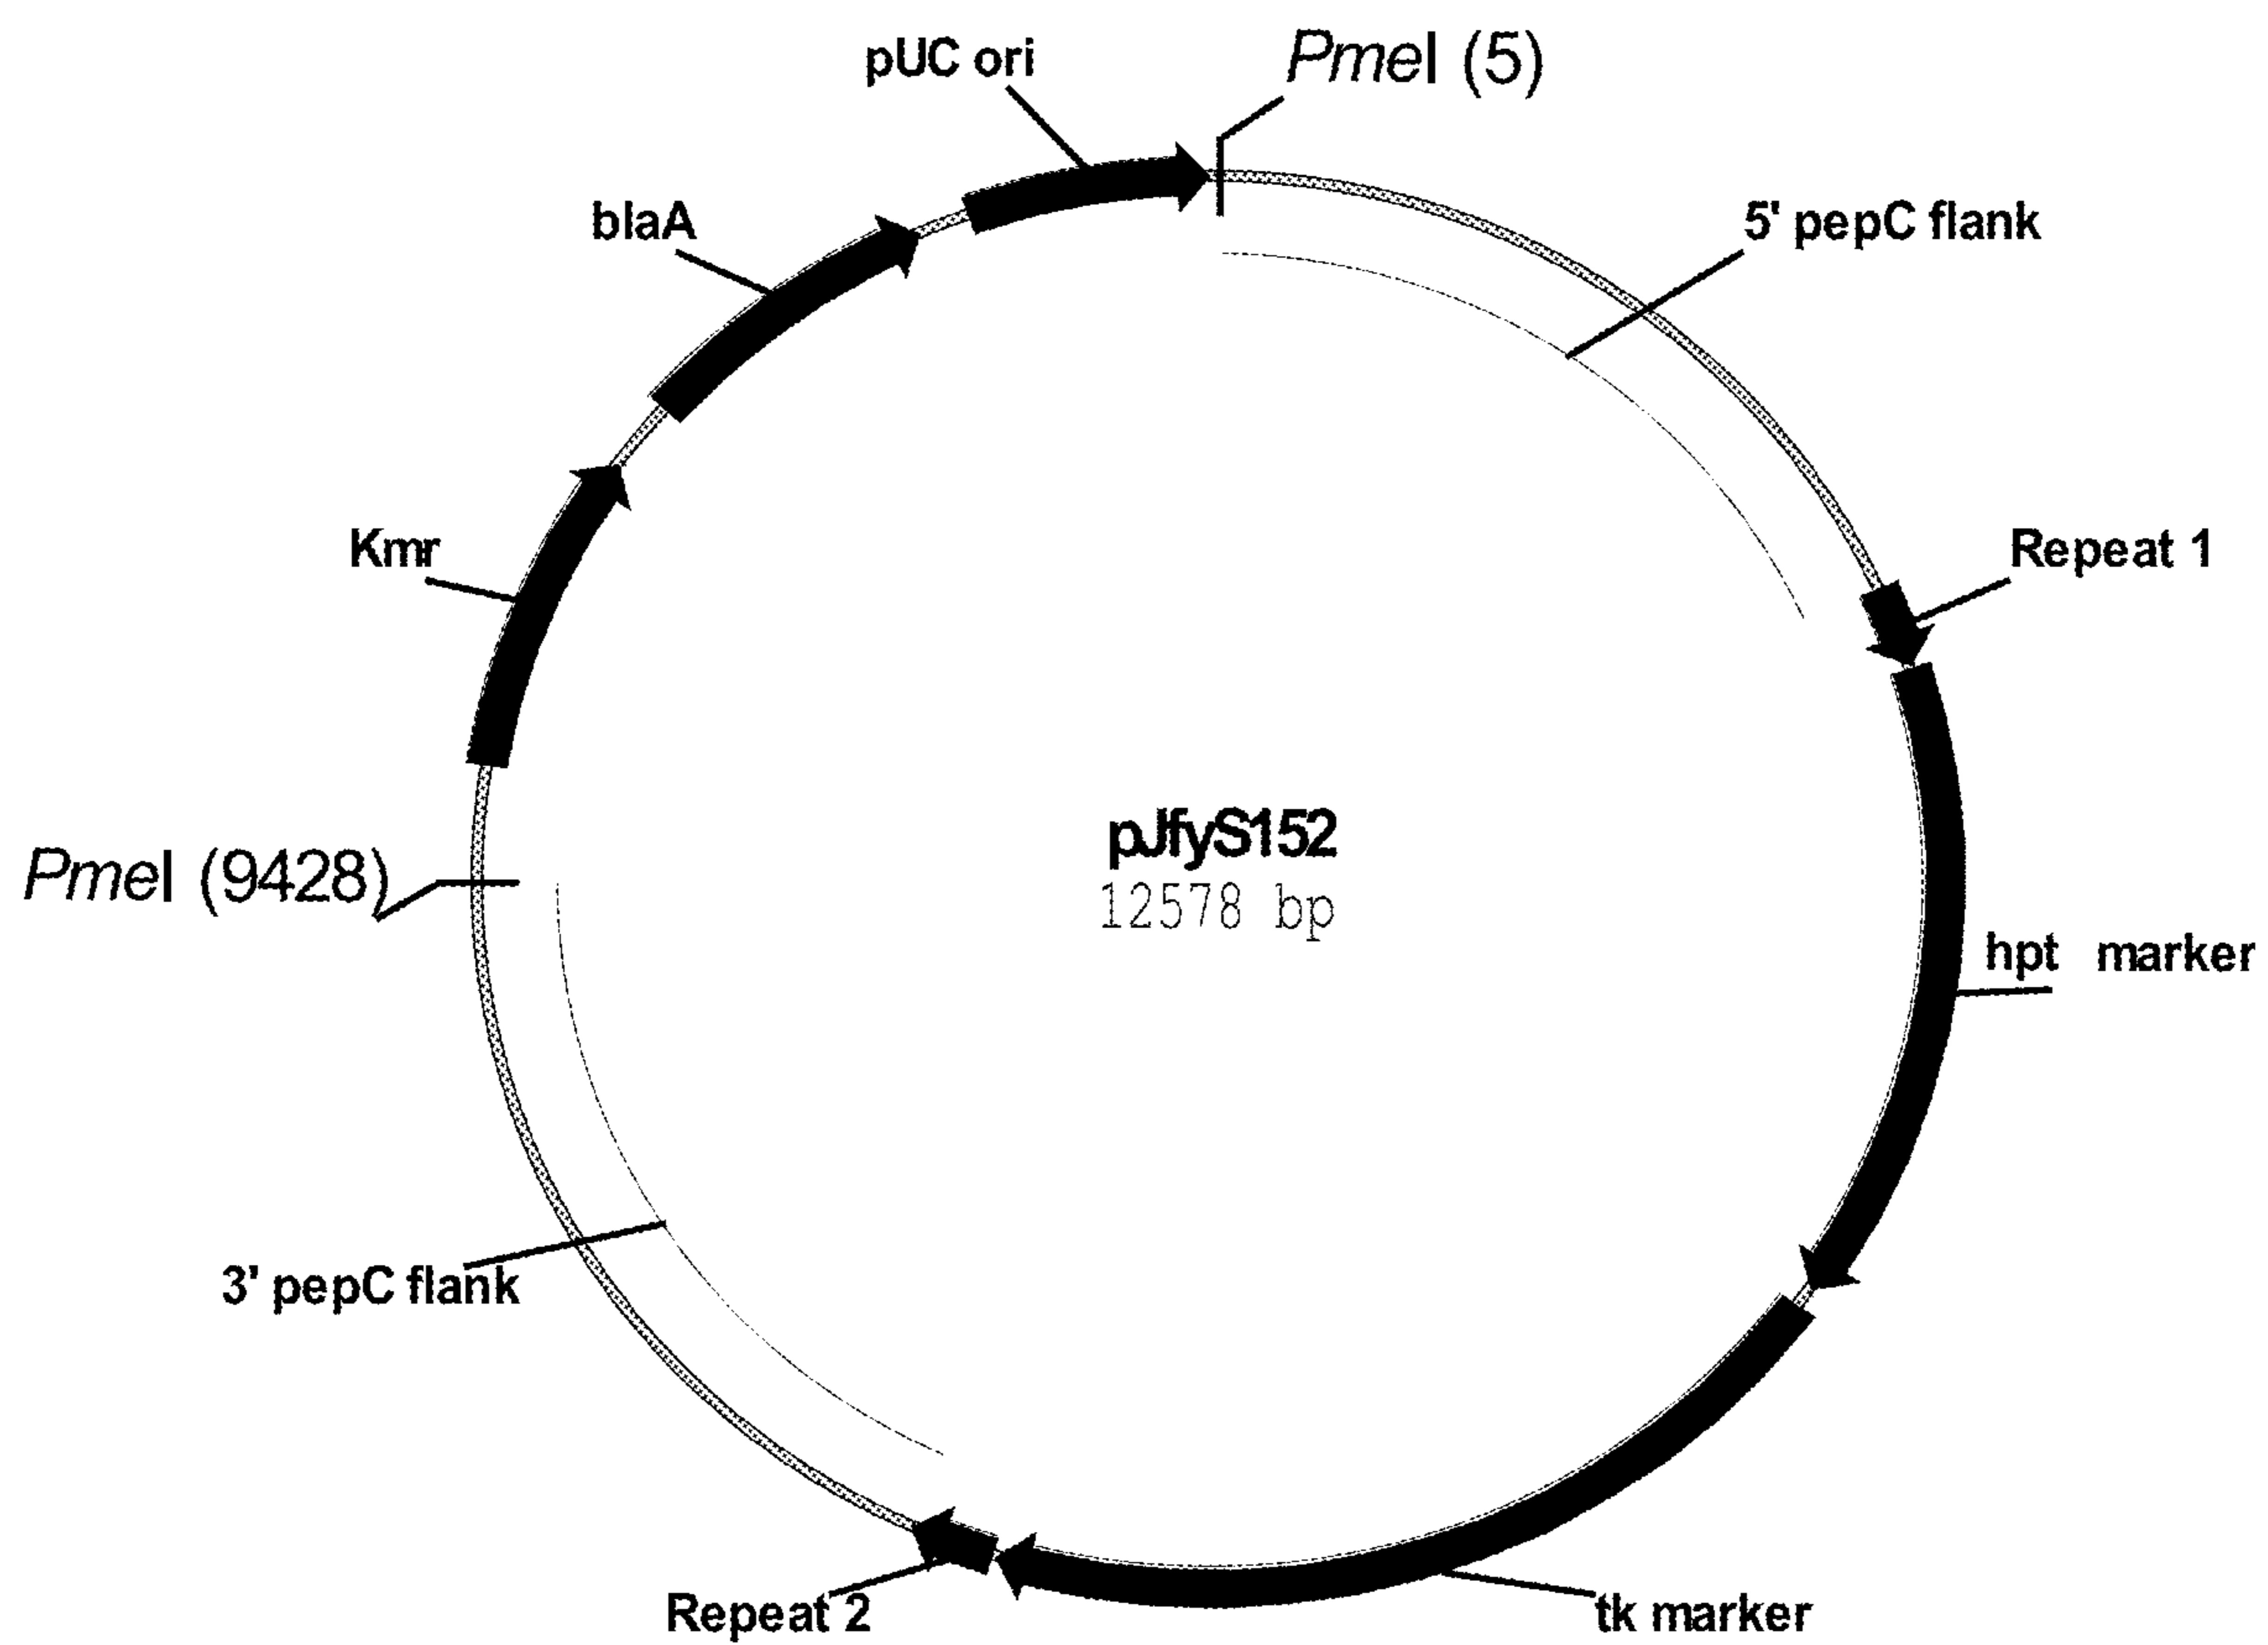 pUC ori
PmeI (5)
blaA
5' pepC flank
Kmr
Repeat 1
pJfyS152
12578 bp
PmeI (9428)
hpt marker
3' pepC flank
Repeat 2
tk marker